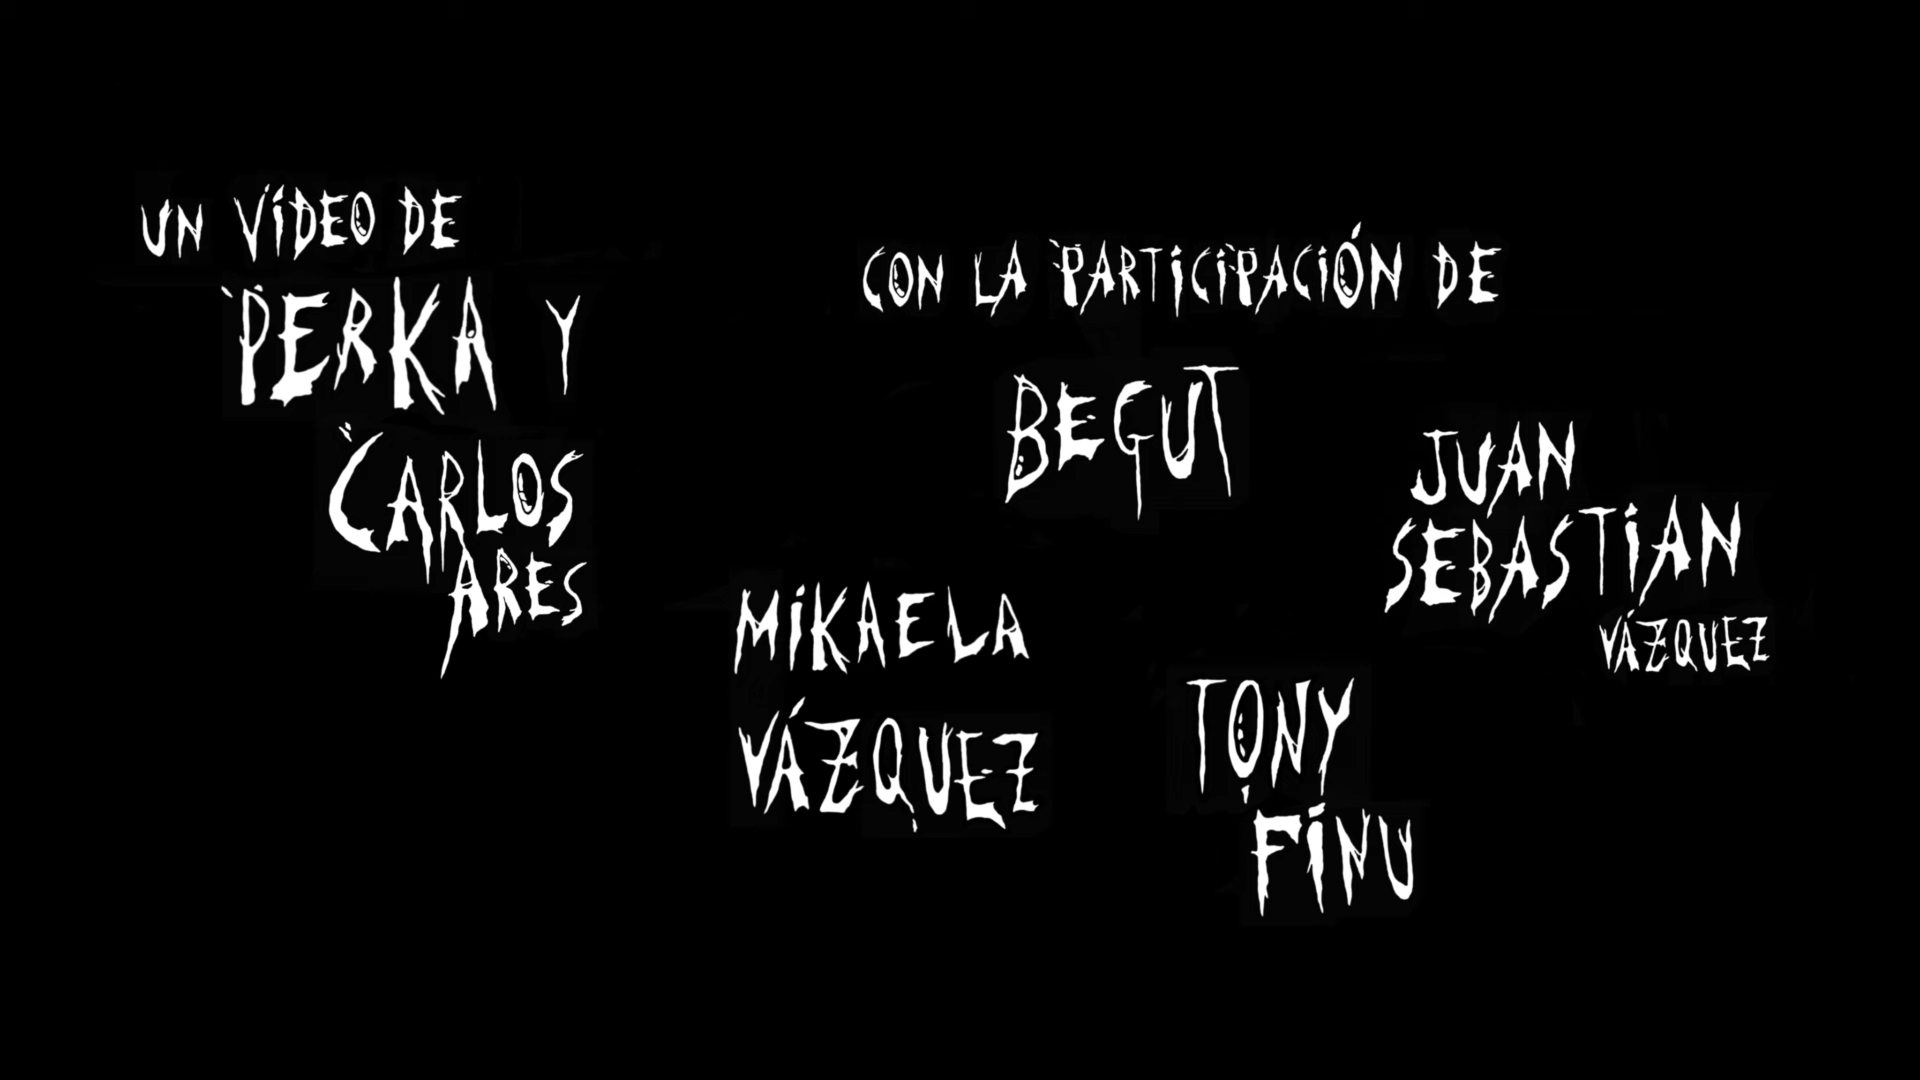 UN VÍDEO DE
PERKA Y
CARLOS
ARES
CON LA PARTICIPACIÓN DE
BEGUT
JUAN
SEBASTIAN
VÁZQUEZ
MIKAELA
VÁZQUEZ
TONY
FINU